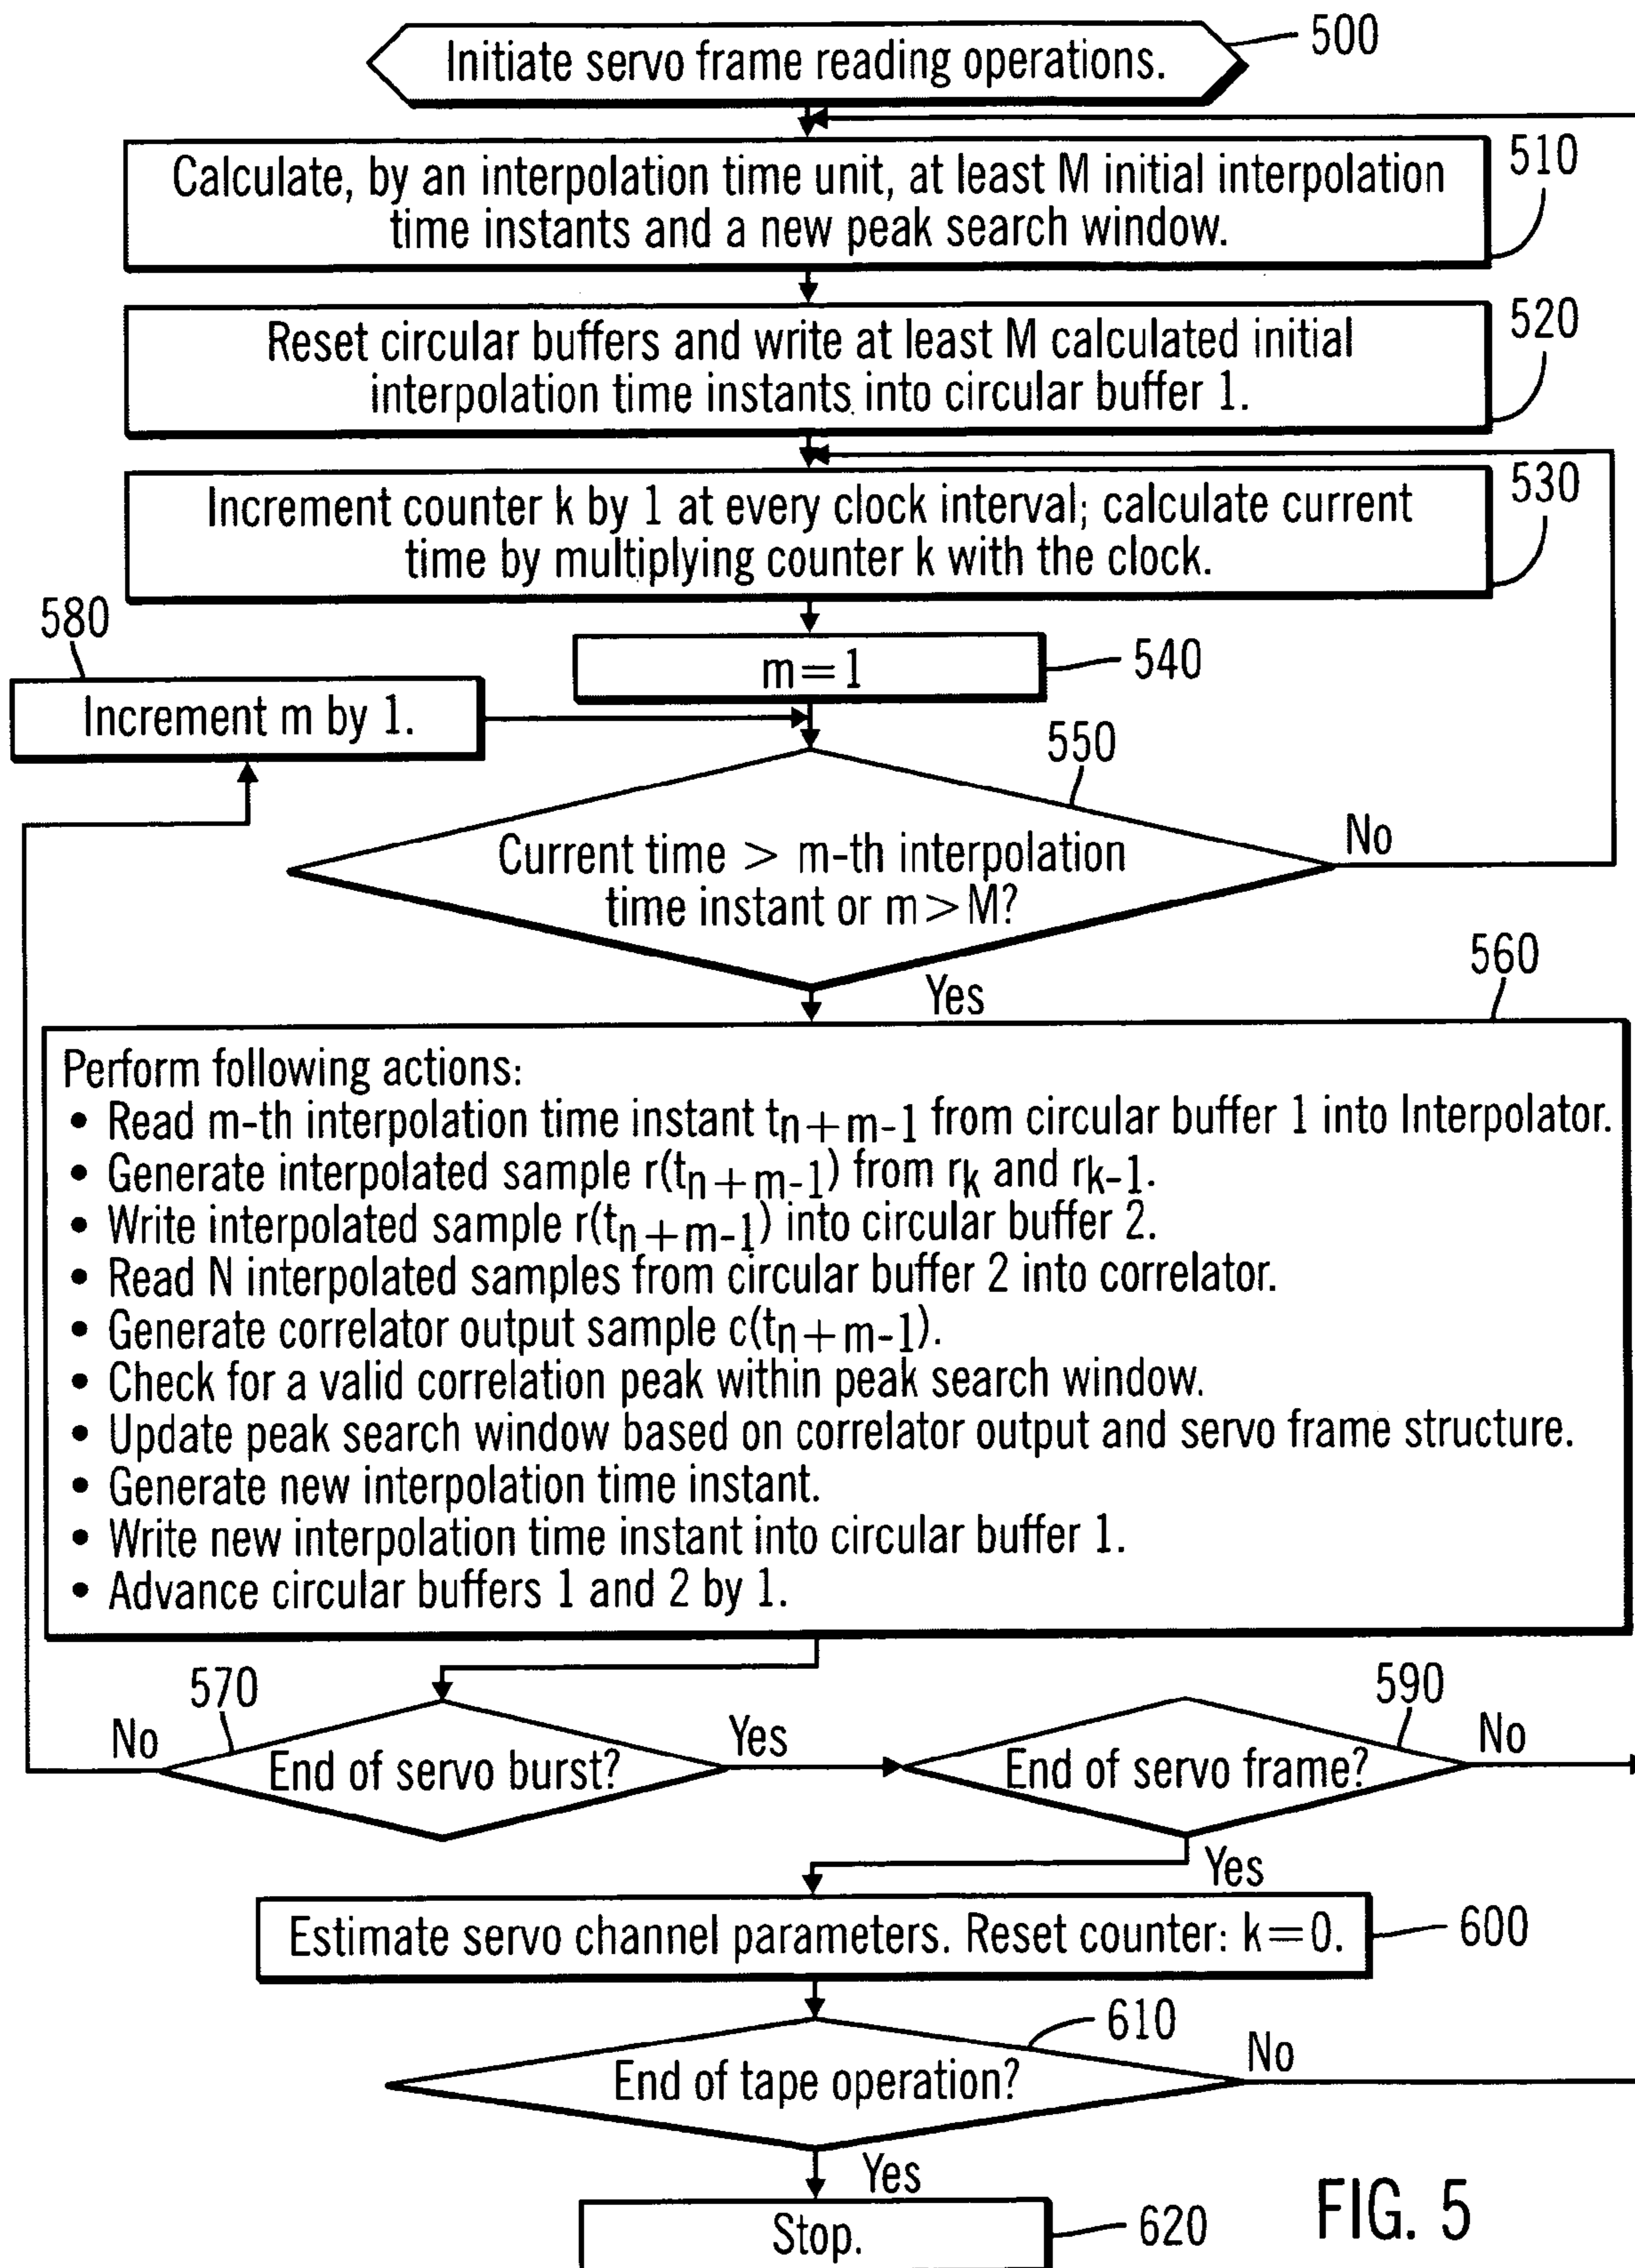 Initiate servo frame reading operations.
500
Calculate, by an interpolation time unit, at least M initial interpolation
time instants and a new peak search window.
510
Reset circular buffers and write at least M calculated initial
interpolation time instants into circular buffer 1.
520
Increment counter k by 1 at every clock interval; calculate current
time by multiplying counter k with the clock.
530
580
Increment m by 1.
m=1
540
550
Current time > m-th interpolation
time instant or m>M?
No
Yes
560
Perform following actions:
• Read m-th interpolation time instant tn+m-1 from circular buffer 1 into Interpolator.
• Generate interpolated sample r(tn+m-1) from rk and rk-1.
• Write interpolated sample r(tn+m-1) into circular buffer 2.
• Read N interpolated samples from circular buffer 2 into correlator.
• Generate correlator output sample c(tn+m-1).
• Check for a valid correlation peak within peak search window.
• Update peak search window based on correlator output and servo frame structure.
• Generate new interpolation time instant.
• Write new interpolation time instant into circular buffer 1.
• Advance circular buffers 1 and 2 by 1.
570
No
End of servo burst?
Yes
590
End of servo frame?
No
Yes
Estimate servo channel parameters. Reset counter: k=0.
600
610
End of tape operation?
No
Yes
Stop.
620
FIG. 5